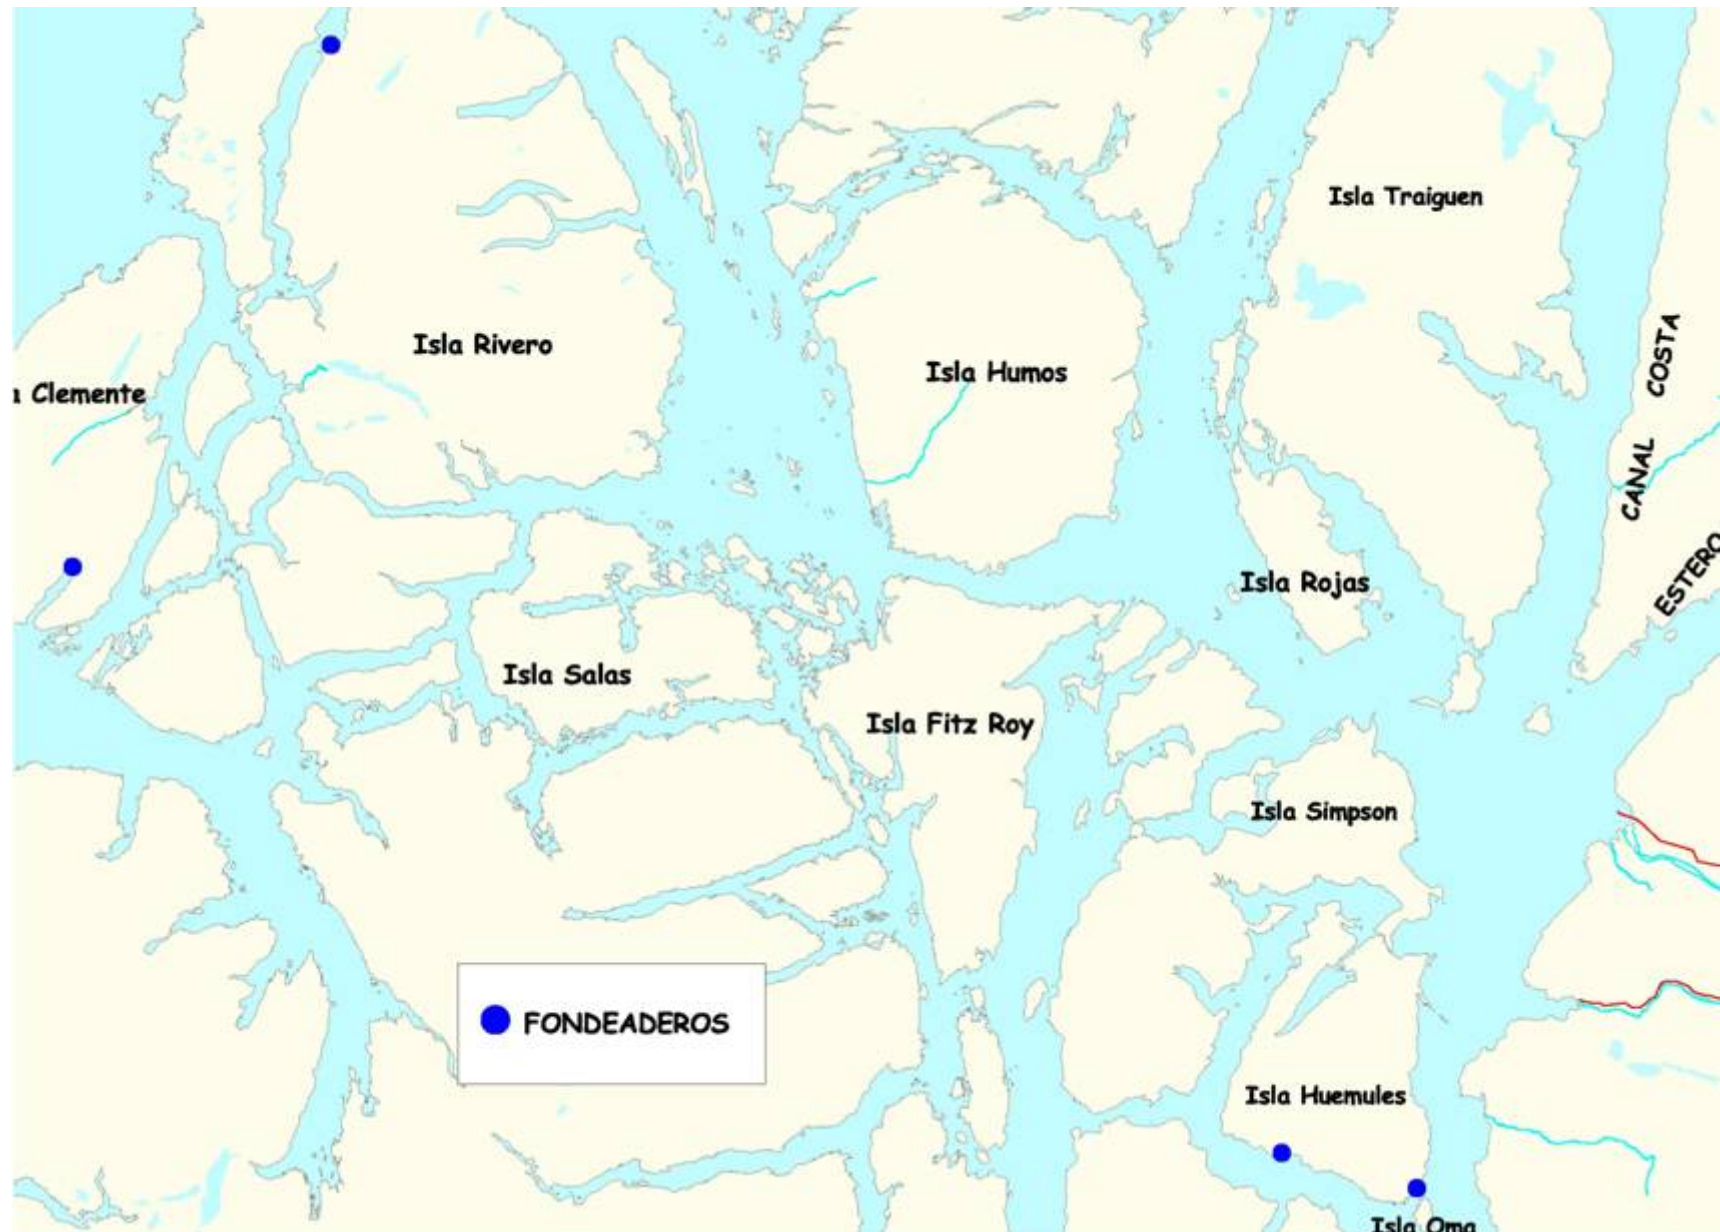 Isla Traiguen
Isla Rivero
Isla Humos
CANAL COSTA
a Clemente
ESTERO
Isla Rojas
Isla Salas
Isla Fitz Roy
Isla Simpson
FONDEADEROS
Isla Huemules
Isla Oma